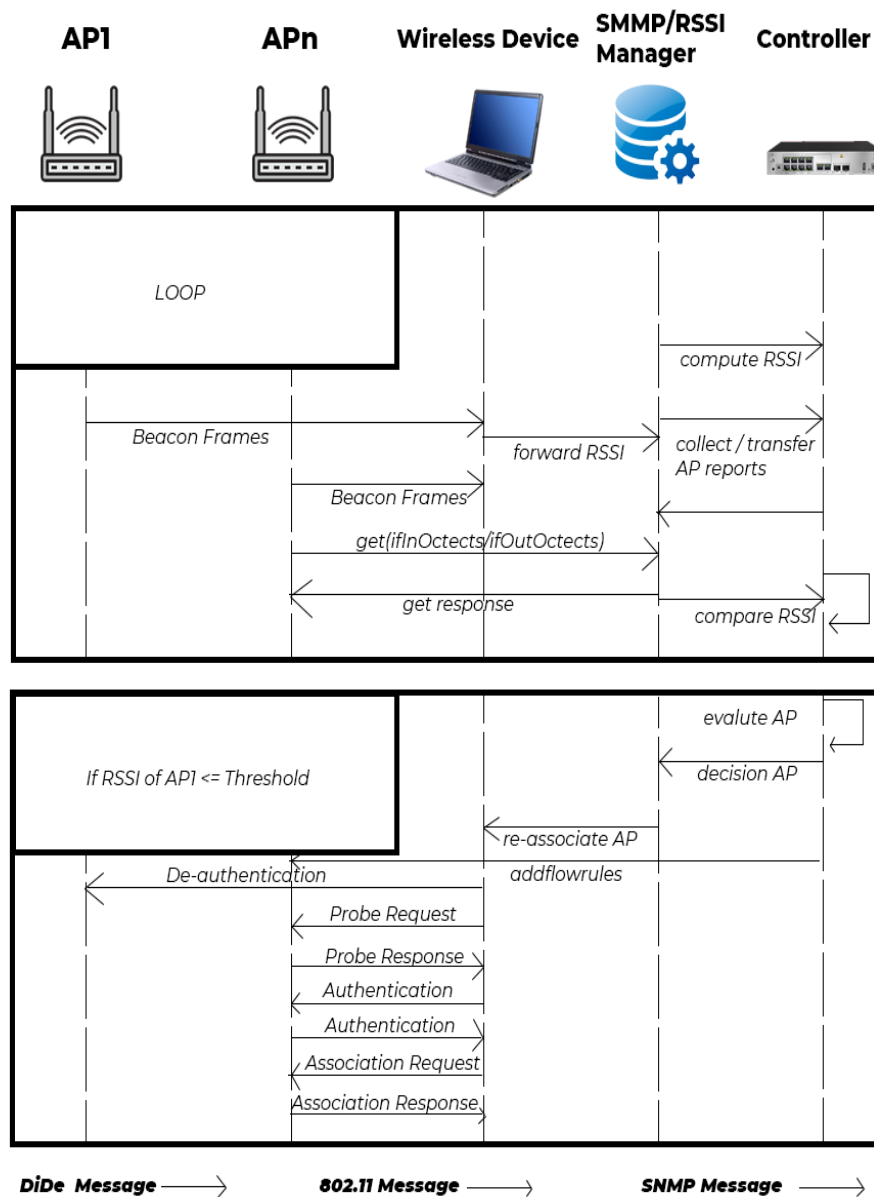 AP1
APn
Wireless Device
SMMP/RSSI
Manager
Controller
LOOP
compute RSSI
Beacon Frames
forward RSSI
collect / transfer
AP reports
Beacon Frames
get(ifInOctects/ifOutOctects)
get response
compare RSSI
evalute AP
If RSSI of AP1 <= Threshold
decision AP
re-associate AP
De-authentication
addflowrules
Probe Request
Probe Response
Authentication
Authentication
Association Request
Association Response
DiDe Message
802.11 Message
SNMP Message